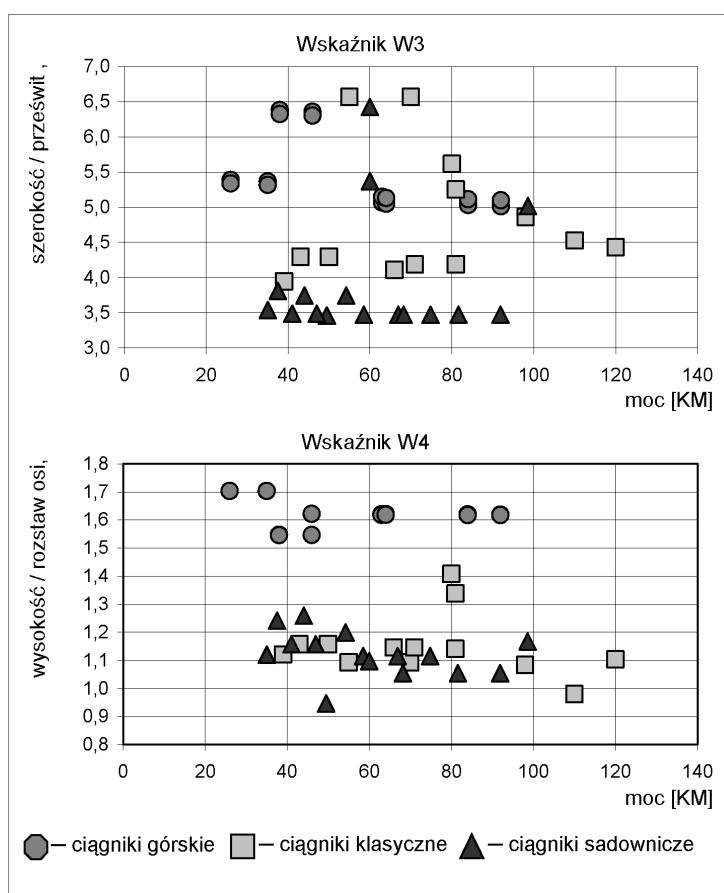 Wskaźnik W3
szerokość / prześwit ,
7,0
6,5
6,0
5,5
5,0
4,5
4,0
3,5
3,0
0 20 40 60 80 100 120 140
moc [KM]
Wskaźnik W4
wysokość / rozstaw osi,
1,8
1,7
1,6
1,5
1,4
1,3
1,2
1,1
1,0
0,9
0,8
0 20 40 60 80 100 120 140
moc [KM]
– ciągniki górskie – ciągniki klasyczne – ciągniki sadownicze